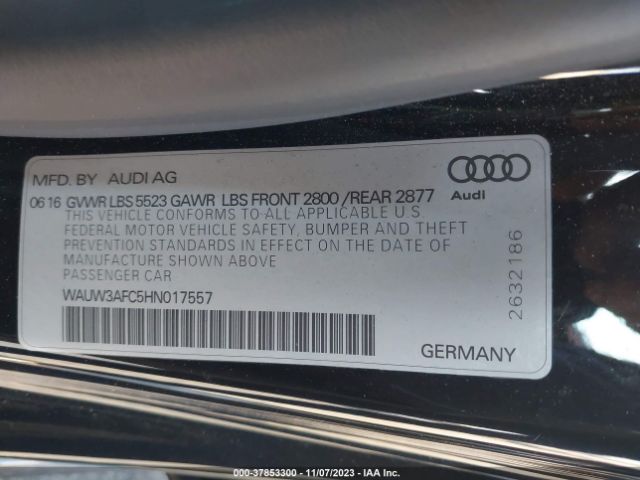 MFD. BY AUDI AG
Audi
06 16 GVWR LBS 5523 GAWR LBS FRONT 2800 / REAR 2877
THIS VEHICLE CONFORMS TO ALL APPLICABLE U.S
FEDERAL MOTOR VEHICLE SAFETY, BUMPER AND THEFT
PREVENTION STANDARDS IN EFFECT ON THE DATE OF
MANUFACTURE SHOWN ABOVE
PASSENGER CAR
WAUW3AFC5HN017557
GERMANY
2632186
000-37853300 - 11/07/2023 - IAA Inc.